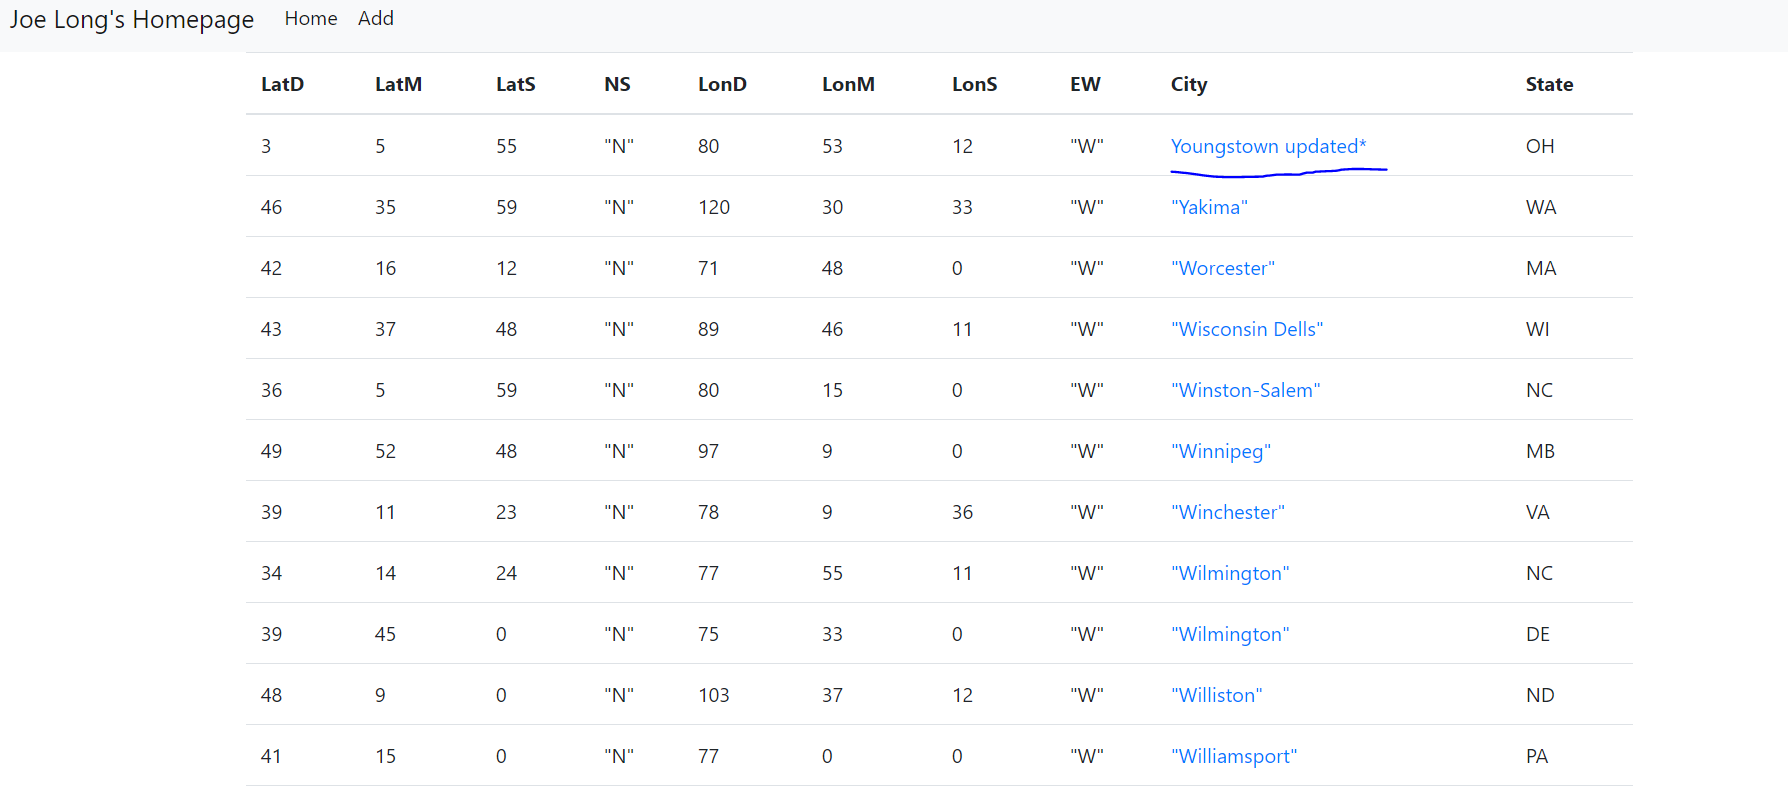 Joe Long's Homepage Home Add
LatD LatM LatS NS LonD LonM LonS EW City State
3 5 55 "N" 80 53 12 "W" Youngstown updated* OH
46 35 59 "N" 120 30 33 "W" "Yakima" WA
42 16 12 "N" 71 48 0 "W" "Worcester" MA
43 37 48 "N" 89 46 11 "W" "Wisconsin Dells" WI
36 5 59 "N" 80 15 0 "W" "Winston-Salem" NC
49 52 48 "N" 97 9 0 "W" "Winnipeg" MB
39 11 23 "N" 78 9 36 "W" "Winchester" VA
34 14 24 "N" 77 55 11 "W" "Wilmington" NC
39 45 0 "N" 75 33 0 "W" "Wilmington" DE
48 9 0 "N" 103 37 12 "W" "Williston" ND
41 15 0 "N" 77 0 0 "W" "Williamsport" PA